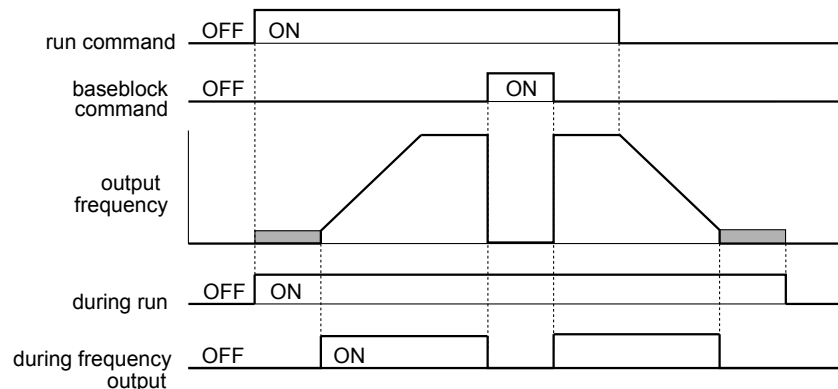 OFF ON
run command
baseblock
command
OFF ON
output
frequency
during run
OFF ON
during frequency
output
OFF ON